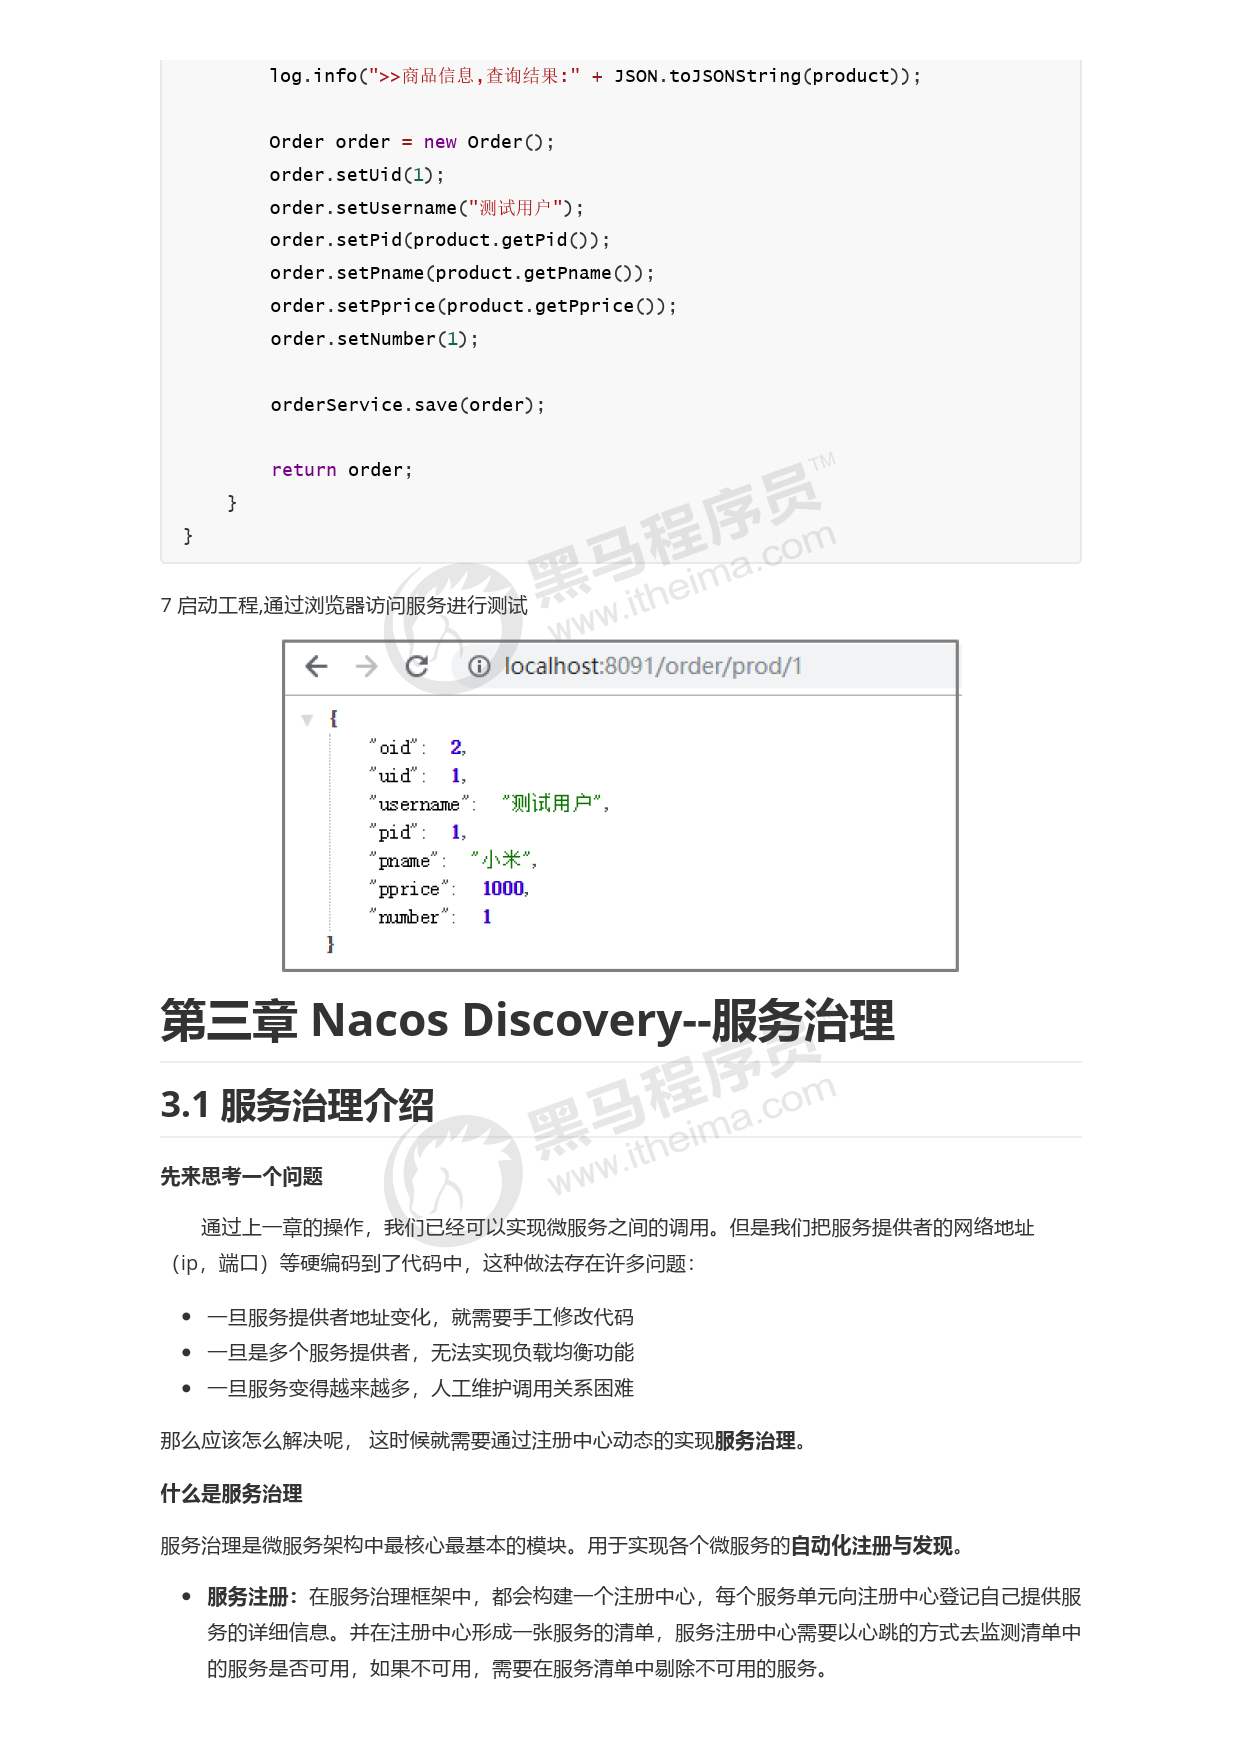 log.info(">>商品信息,查询结果:" + JSON.toJSONString(product));
Order order = new Order();
order.setUid(1);
order.setUsername("测试用户");
order.setPid(product.getPid());
order.setPname(product.getPname());
order.setPprice(product.getPprice());
order.setNumber(1);
orderService.save(order);
return order;
}
}
黑马程序员™
www.itheima.com
7 启动工程,通过浏览器访问服务进行测试
localhost:8091/order/prod/1
{
"oid": 2,
"uid": 1,
"username": "测试用户",
"pid": 1,
"pname": "小米",
"pprice": 1000,
"number": 1
}
第三章 Nacos Discovery--服务治理
黑马程序员
www.itheima.com
3.1 服务治理介绍
先来思考一个问题
通过上一章的操作，我们已经可以实现微服务之间的调用。但是我们把服务提供者的网络地址
（ip，端口）等硬编码到了代码中，这种做法存在许多问题：
• 一旦服务提供者地址变化，就需要手工修改代码
• 一旦是多个服务提供者，无法实现负载均衡功能
• 一旦服务变得越来越多，人工维护调用关系困难
那么应该怎么解决呢， 这时候就需要通过注册中心动态的实现服务治理。
什么是服务治理
服务治理是微服务架构中最核心最基本的模块。用于实现各个微服务的自动化注册与发现。
• 服务注册：在服务治理框架中，都会构建一个注册中心，每个服务单元向注册中心登记自己提供服
务的详细信息。并在注册中心形成一张服务的清单，服务注册中心需要以心跳的方式去监测清单中
的服务是否可用，如果不可用，需要在服务清单中剔除不可用的服务。